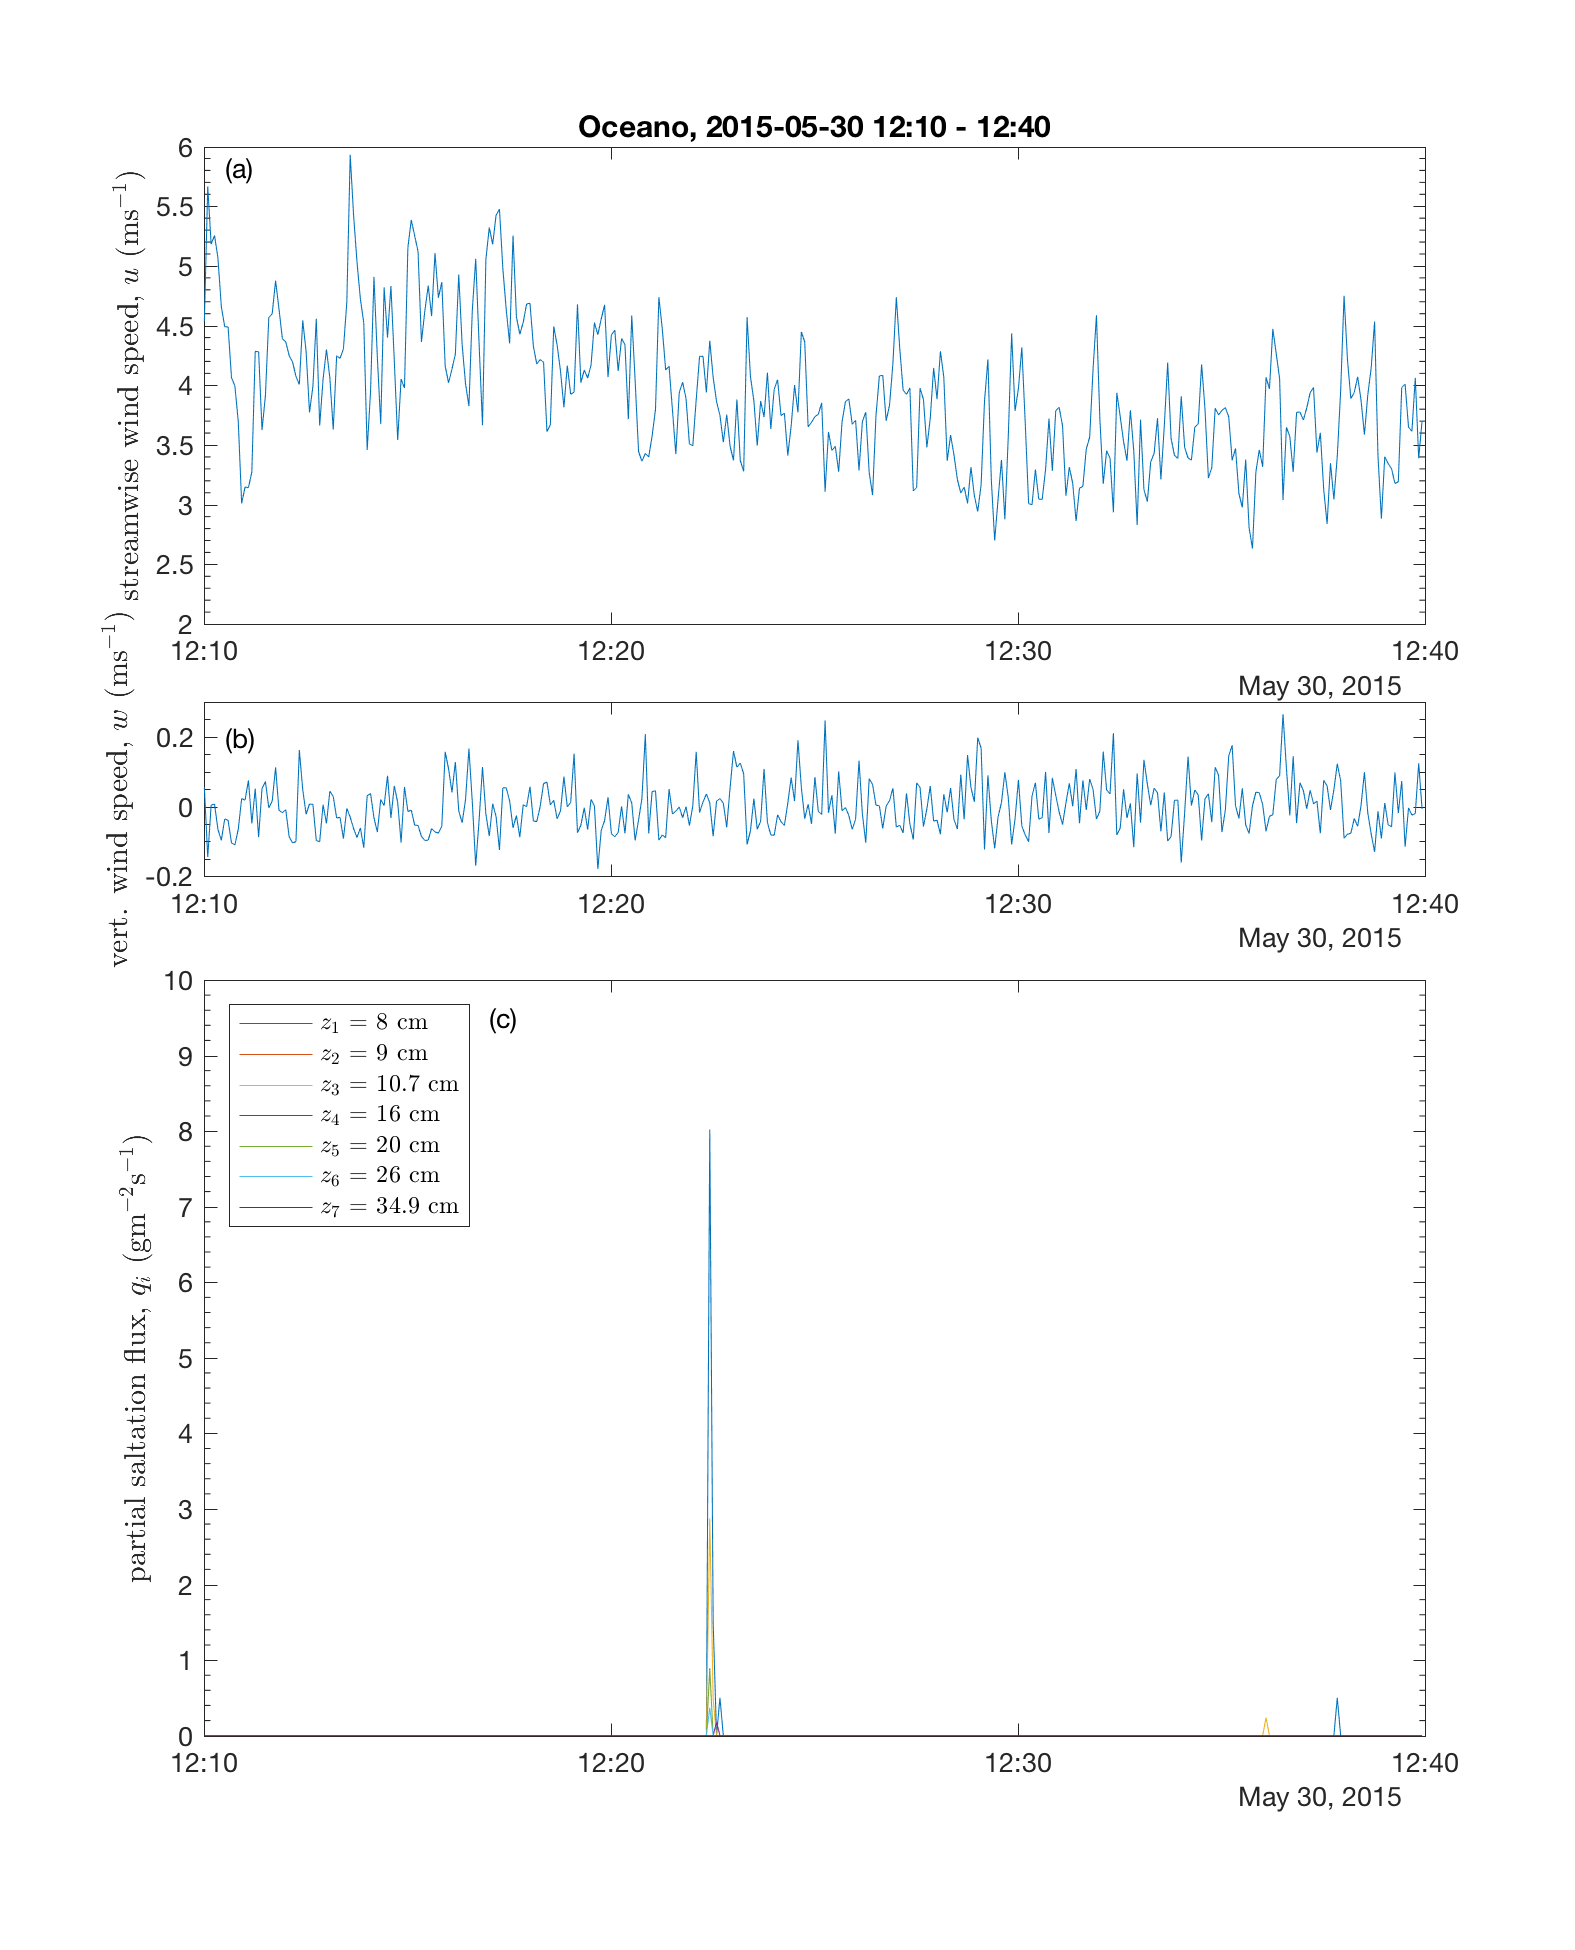 Oceano, 2015-05-30 12:10 - 12:40
(a)
streamwise wind speed, u (ms⁻¹)
6
5.5
5
4.5
4
3.5
3
2.5
2
12:10 12:20 12:30 12:40
May 30, 2015
(b)
vert. wind speed, w (ms⁻¹)
0.2
0
-0.2
12:10 12:20 12:30 12:40
May 30, 2015
(c)
partial saltation flux, qᵢ (gm⁻²s⁻¹)
10
9
8
7
6
5
4
3
2
1
0
z₁ = 8 cm
z₂ = 9 cm
z₃ = 10.7 cm
z₄ = 16 cm
z₅ = 20 cm
z₆ = 26 cm
z₇ = 34.9 cm
12:10 12:20 12:30 12:40
May 30, 2015